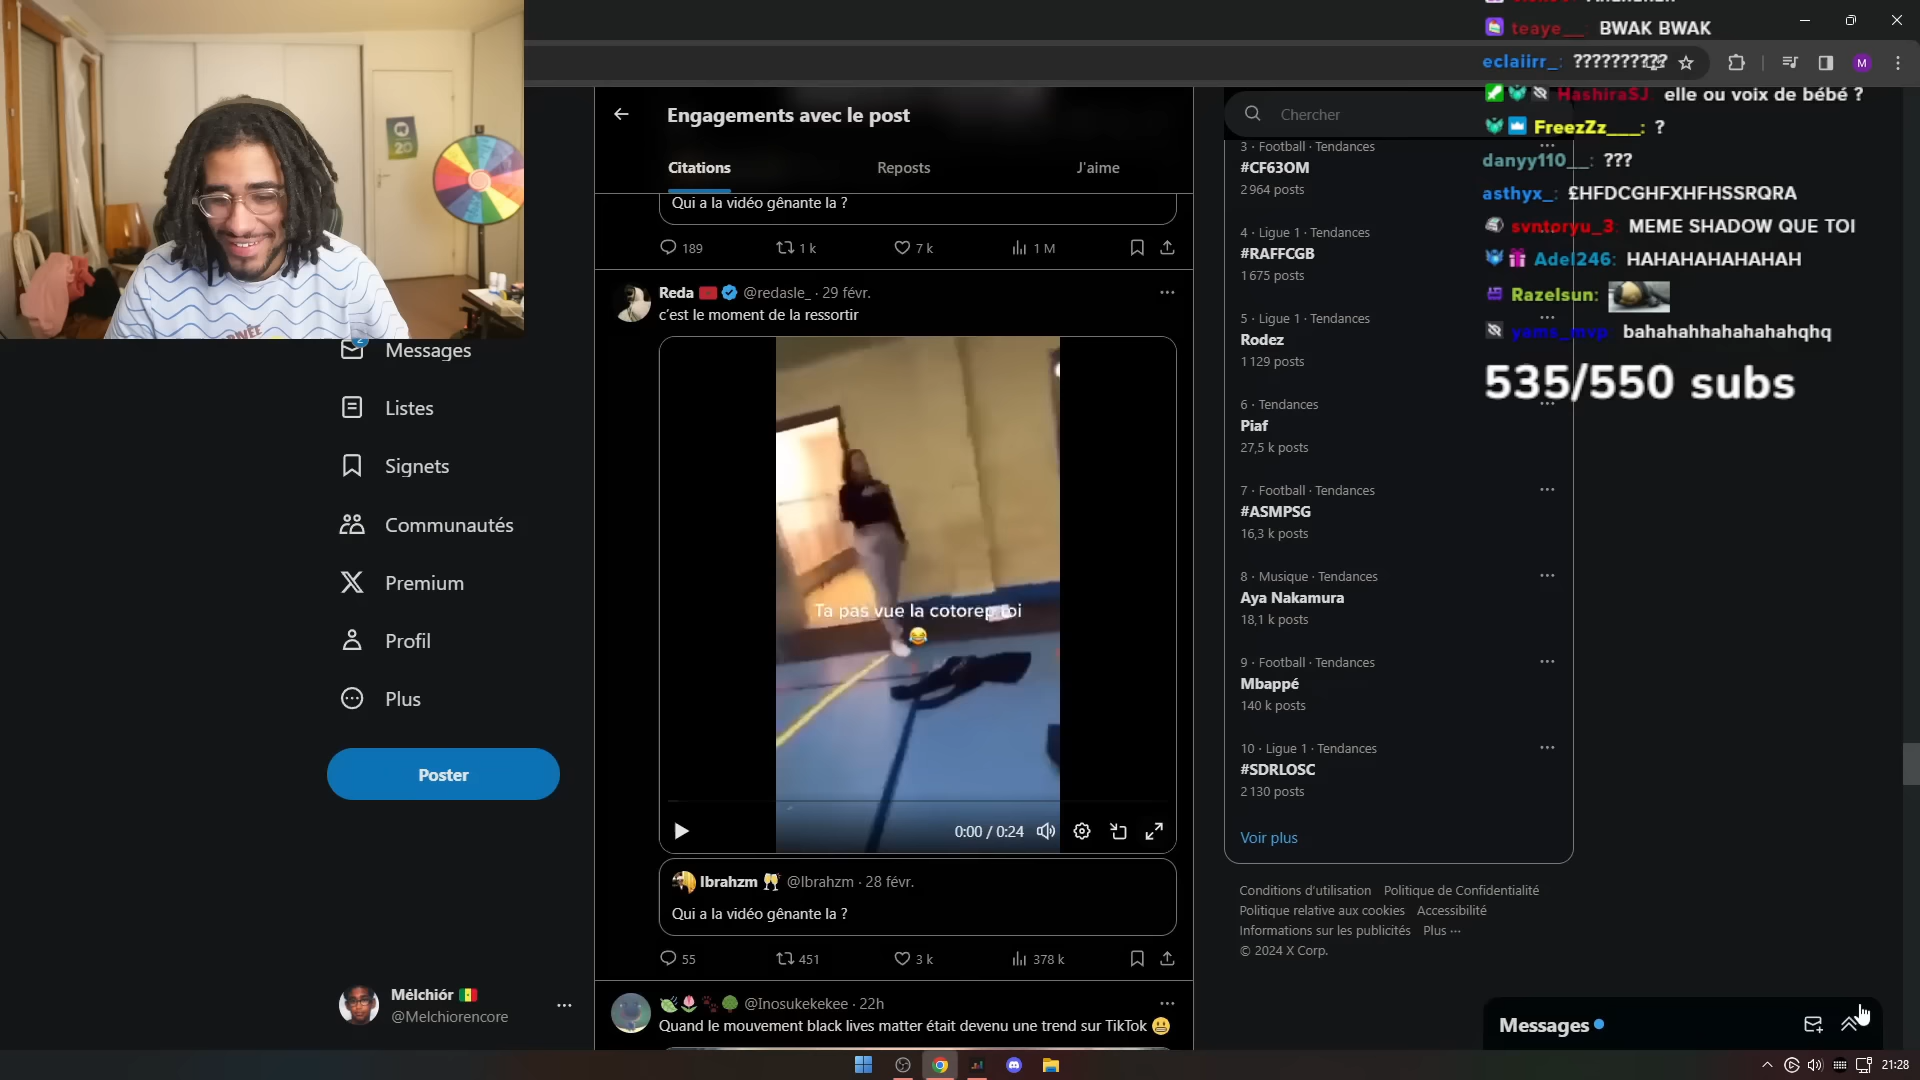 teaye__: BWAK BWAK
eclaiirr_: ??????????
HashiraSJ: elle ou voix de bébé ?
FreezZz___: ?
danyy110__: ???
asthyx_: £HFDCGHFXHFHSSRQRA
svntoryu_3: MEME SHADOW QUE TOI
Adel246: HAHAHAHAHAHAH
Razelsun:
yams_mvp: bahahahhahahahahqhq
535/550 subs
20
Messages
2
Listes
Signets
Communautés
Premium
Profil
Plus
Poster
Mélchiór
@Melchiorencore
Engagements avec le post
Citations
Reposts
J'aime
Qui a la vidéo gênante la ?
189
1 k
7 k
1 M
Reda @redasle_ · 29 févr.
c'est le moment de la ressortir
Ta pas vue la cotorep toi
0:00 / 0:24
Ibrahzm @Ibrahzm · 28 févr.
Qui a la vidéo gênante la ?
55
451
3 k
378 k
@Inosukekekee · 22h
Quand le mouvement black lives matter était devenu une trend sur TikTok
Chercher
3 · Football · Tendances
#CF63OM
2 964 posts
4 · Ligue 1 · Tendances
#RAFFCGB
1 675 posts
5 · Ligue 1 · Tendances
Rodez
1 129 posts
6 · Tendances
Piaf
27,5 k posts
7 · Football · Tendances
#ASMPSG
16,3 k posts
8 · Musique · Tendances
Aya Nakamura
18,1 k posts
9 · Football · Tendances
Mbappé
140 k posts
10 · Ligue 1 · Tendances
#SDRLOSC
2 130 posts
Voir plus
Conditions d'utilisation Politique de Confidentialité
Politique relative aux cookies Accessibilité
Informations sur les publicités Plus ···
© 2024 X Corp.
Messages
M
21:28